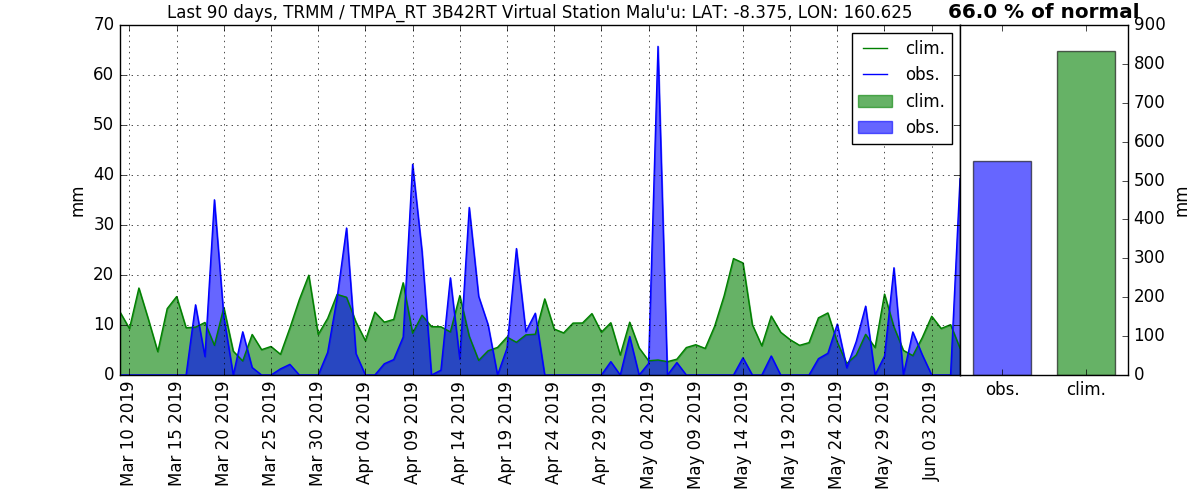 Last 90 days, TRMM / TMPA_RT 3B42RT Virtual Station Malu'u: LAT: -8.375, LON: 160.625
66.0 % of normal
70
60
50
40
30
20
10
0
mm
clim.
obs.
clim.
obs.
Mar 10 2019
Mar 15 2019
Mar 20 2019
Mar 25 2019
Mar 30 2019
Apr 04 2019
Apr 09 2019
Apr 14 2019
Apr 19 2019
Apr 24 2019
Apr 29 2019
May 04 2019
May 09 2019
May 14 2019
May 19 2019
May 24 2019
May 29 2019
Jun 03 2019
900
800
700
600
500
400
300
200
100
0
mm
obs.
clim.